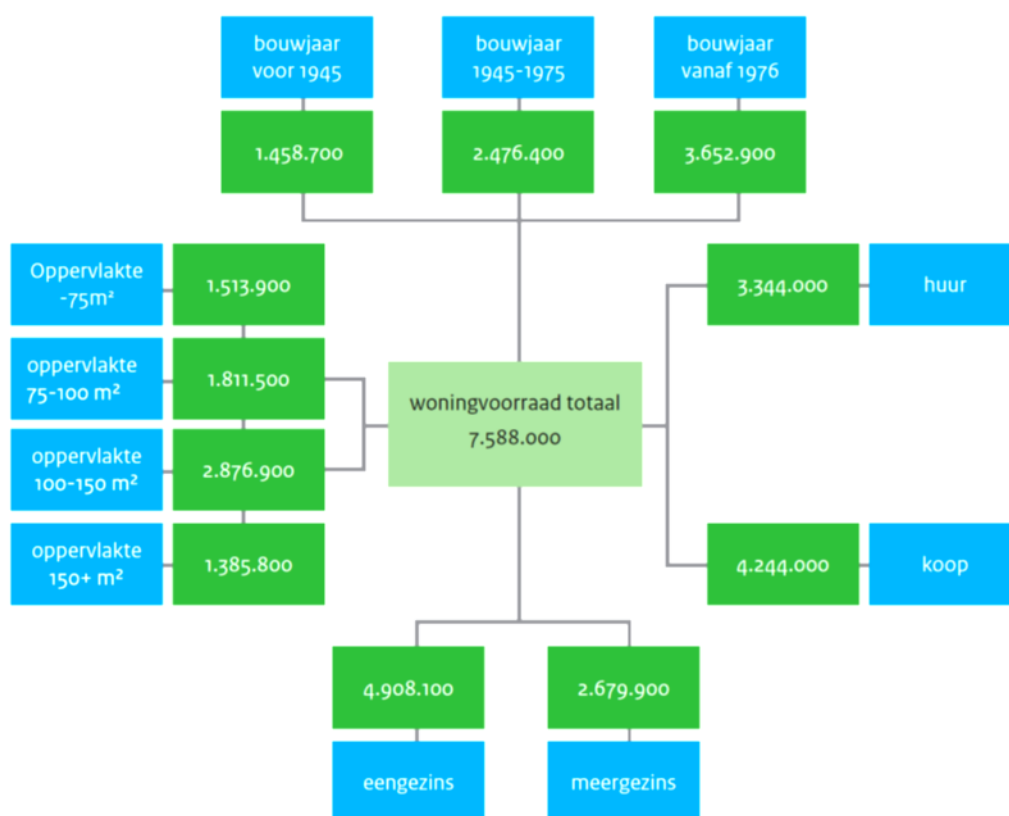 bouwjaar
voor 1945
bouwjaar
1945-1975
bouwjaar
vanaf 1976
1.458.700
2.476.400
3.652.900
Oppervlakte
-75m²
1.513.900
3.344.000
huur
oppervlakte
75-100 m²
1.811.500
woningvoorraad totaal
7.588.000
oppervlakte
100-150 m²
2.876.900
oppervlakte
150+ m²
1.385.800
4.244.000
koop
4.908.100
2.679.900
eengezins
meergezins